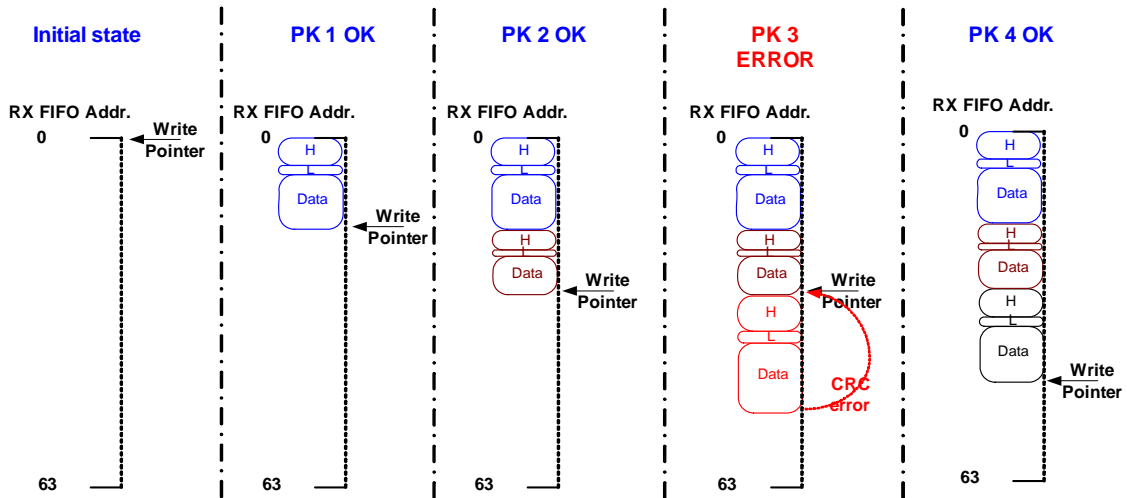 Initial state
RX FIFO Addr.
0
Write
Pointer
63
PK 1 OK
RX FIFO Addr.
0
H
L
Data
Write
Pointer
63
PK 2 OK
RX FIFO Addr.
0
H
L
Data
H
L
Data
Write
Pointer
63
PK 3
ERROR
RX FIFO Addr.
0
H
L
Data
H
L
Data
Write
Pointer
H
L
Data
CRC
error
63
PK 4 OK
RX FIFO Addr.
0
H
L
Data
H
L
Data
H
L
Data
Write
Pointer
63